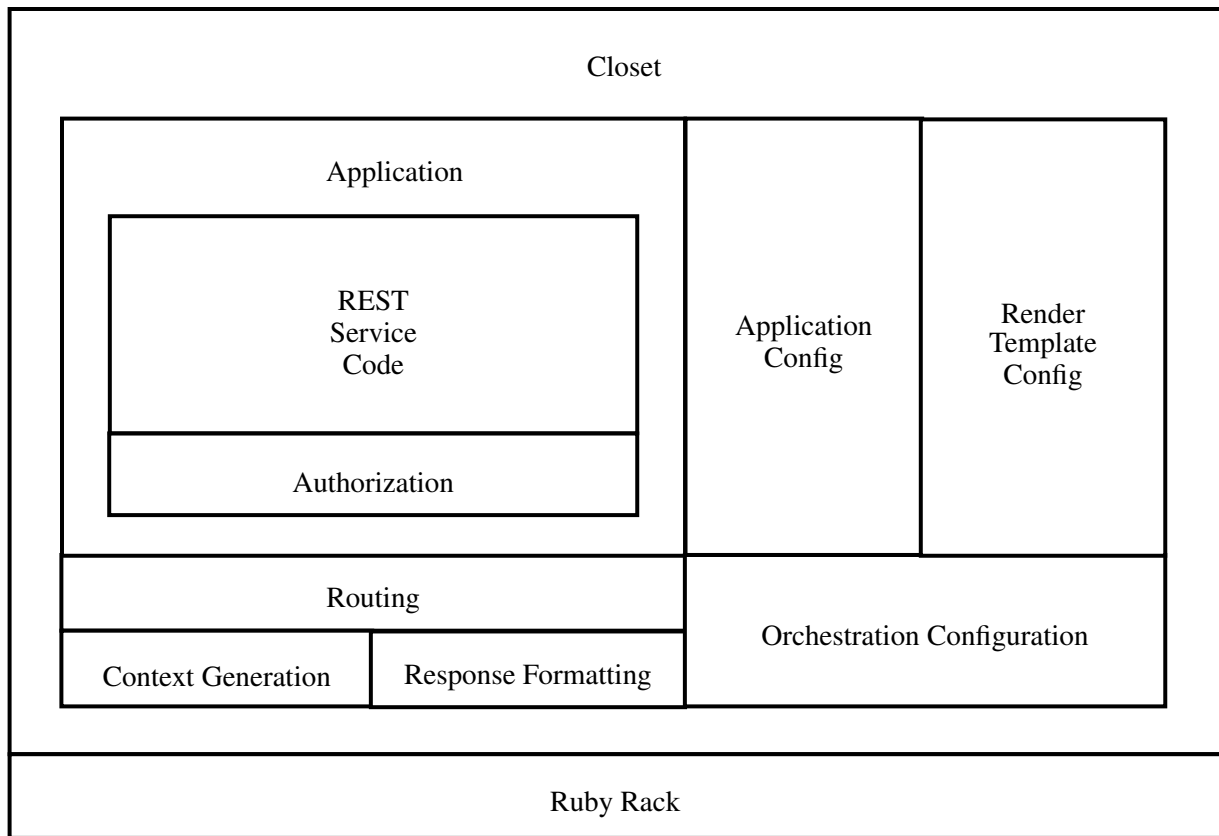 Closet
Application
REST
Service
Code
Authorization
Application
Config
Render
Template
Config
Routing
Context Generation
Response Formatting
Orchestration Configuration
Ruby Rack